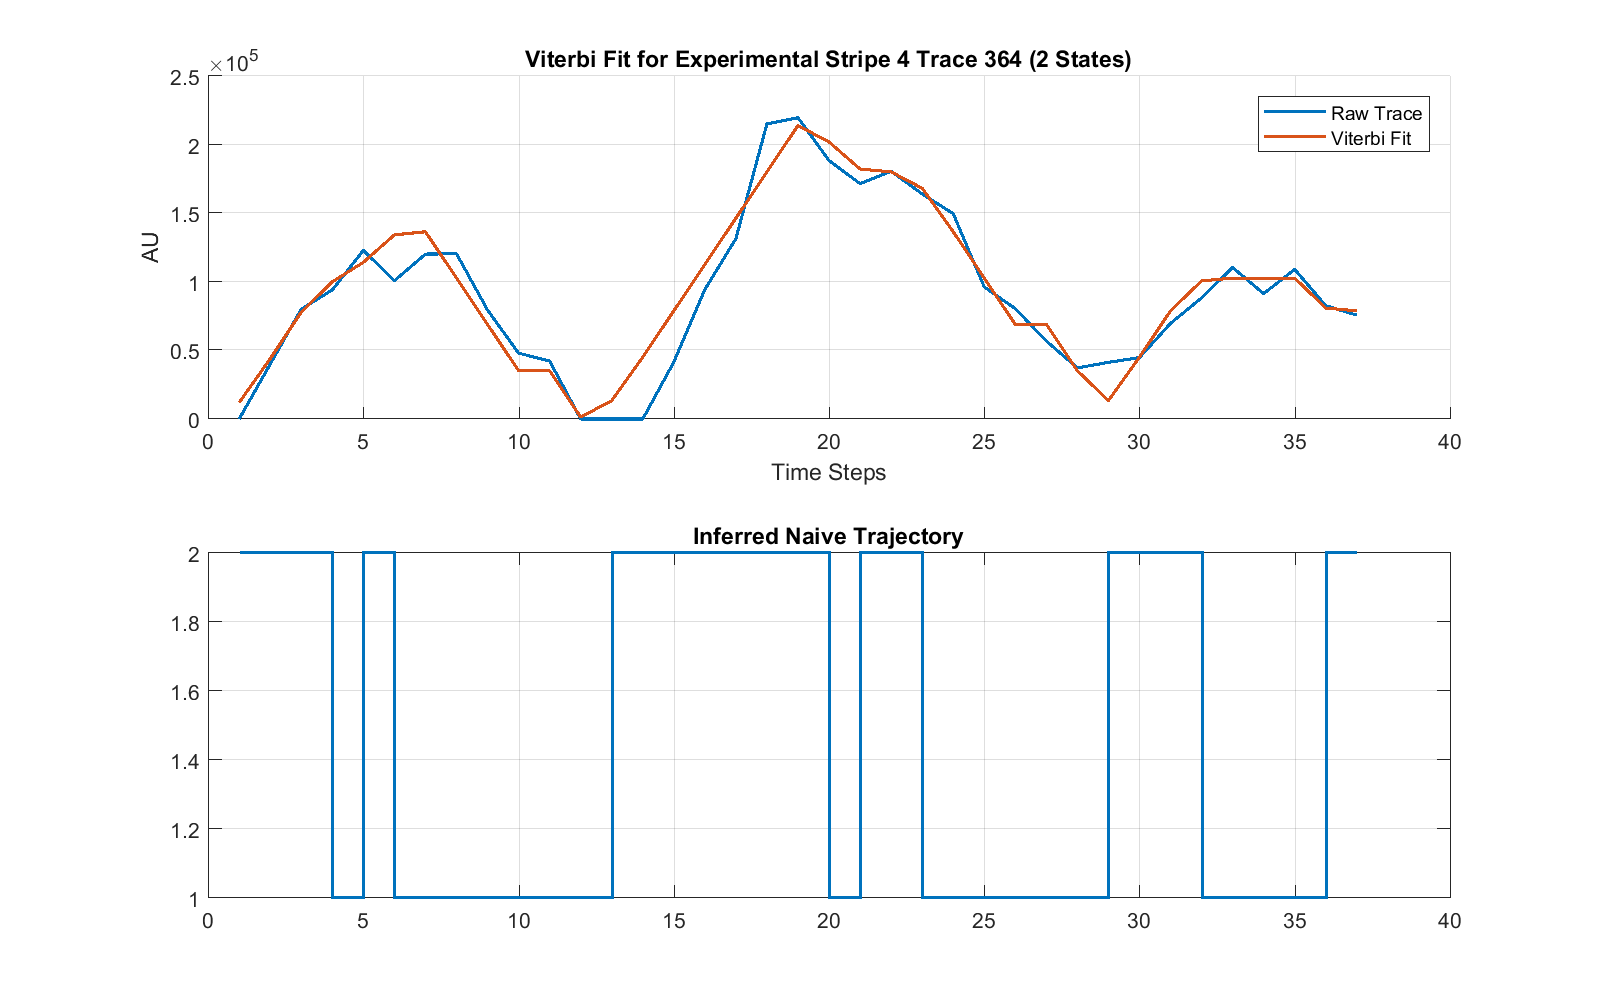 Viterbi Fit for Experimental Stripe 4 Trace 364 (2 States)
×10^5
2.5
2
1.5
1
0.5
0
AU
Raw Trace
Viterbi Fit
0 5 10 15 20 25 30 35 40
Time Steps
Inferred Naive Trajectory
2
1.8
1.6
1.4
1.2
1
0 5 10 15 20 25 30 35 40